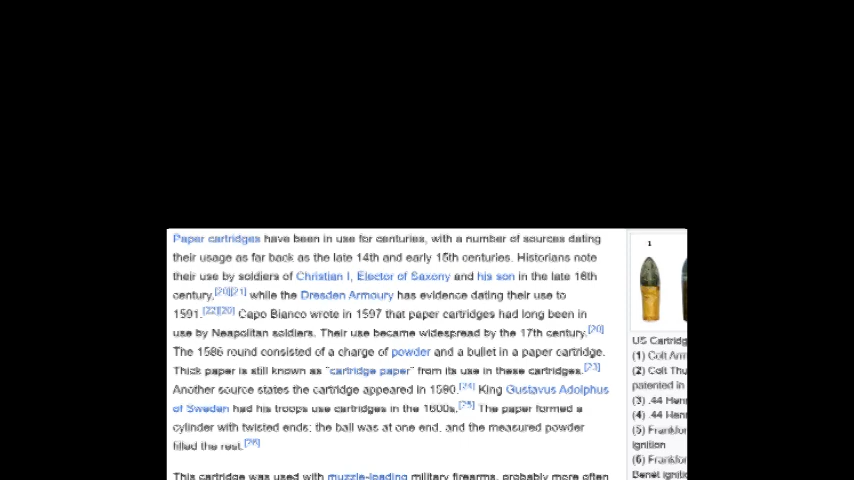 Paper cartridges have been in use for centuries, with a number of sources dating
their usage as far back as the late 14th and early 15th centuries. Historians note
their use by soldiers of Christian I, Elector of Saxony and his son in the late 16th
century,[20][21] while the Dresden Armoury has evidence dating their use to
1591.[22][20] Capo Bianco wrote in 1597 that paper cartridges had long been in
use by Neapolitan soldiers. Their use became widespread by the 17th century.[20]
The 1586 round consisted of a charge of powder and a bullet in a paper cartridge.
Thick paper is still known as "cartridge paper" from its use in these cartridges.[23]
Another source states the cartridge appeared in 1590.[24] King Gustavus Adolphus
of Sweden had his troops use cartridges in the 1600s.[25] The paper formed a
cylinder with twisted ends; the ball was at one end, and the measured powder
filled the rest.[26]
This cartridge was used with muzzle-loading military firearms, probably more often
1
US Cartridg
(1) Colt Arm
(2) Colt Thu
patented in
(3) .44 Henr
(4) .44 Henr
(5) Frankfor
ignition
(6) Frankfor
Benet ignitio